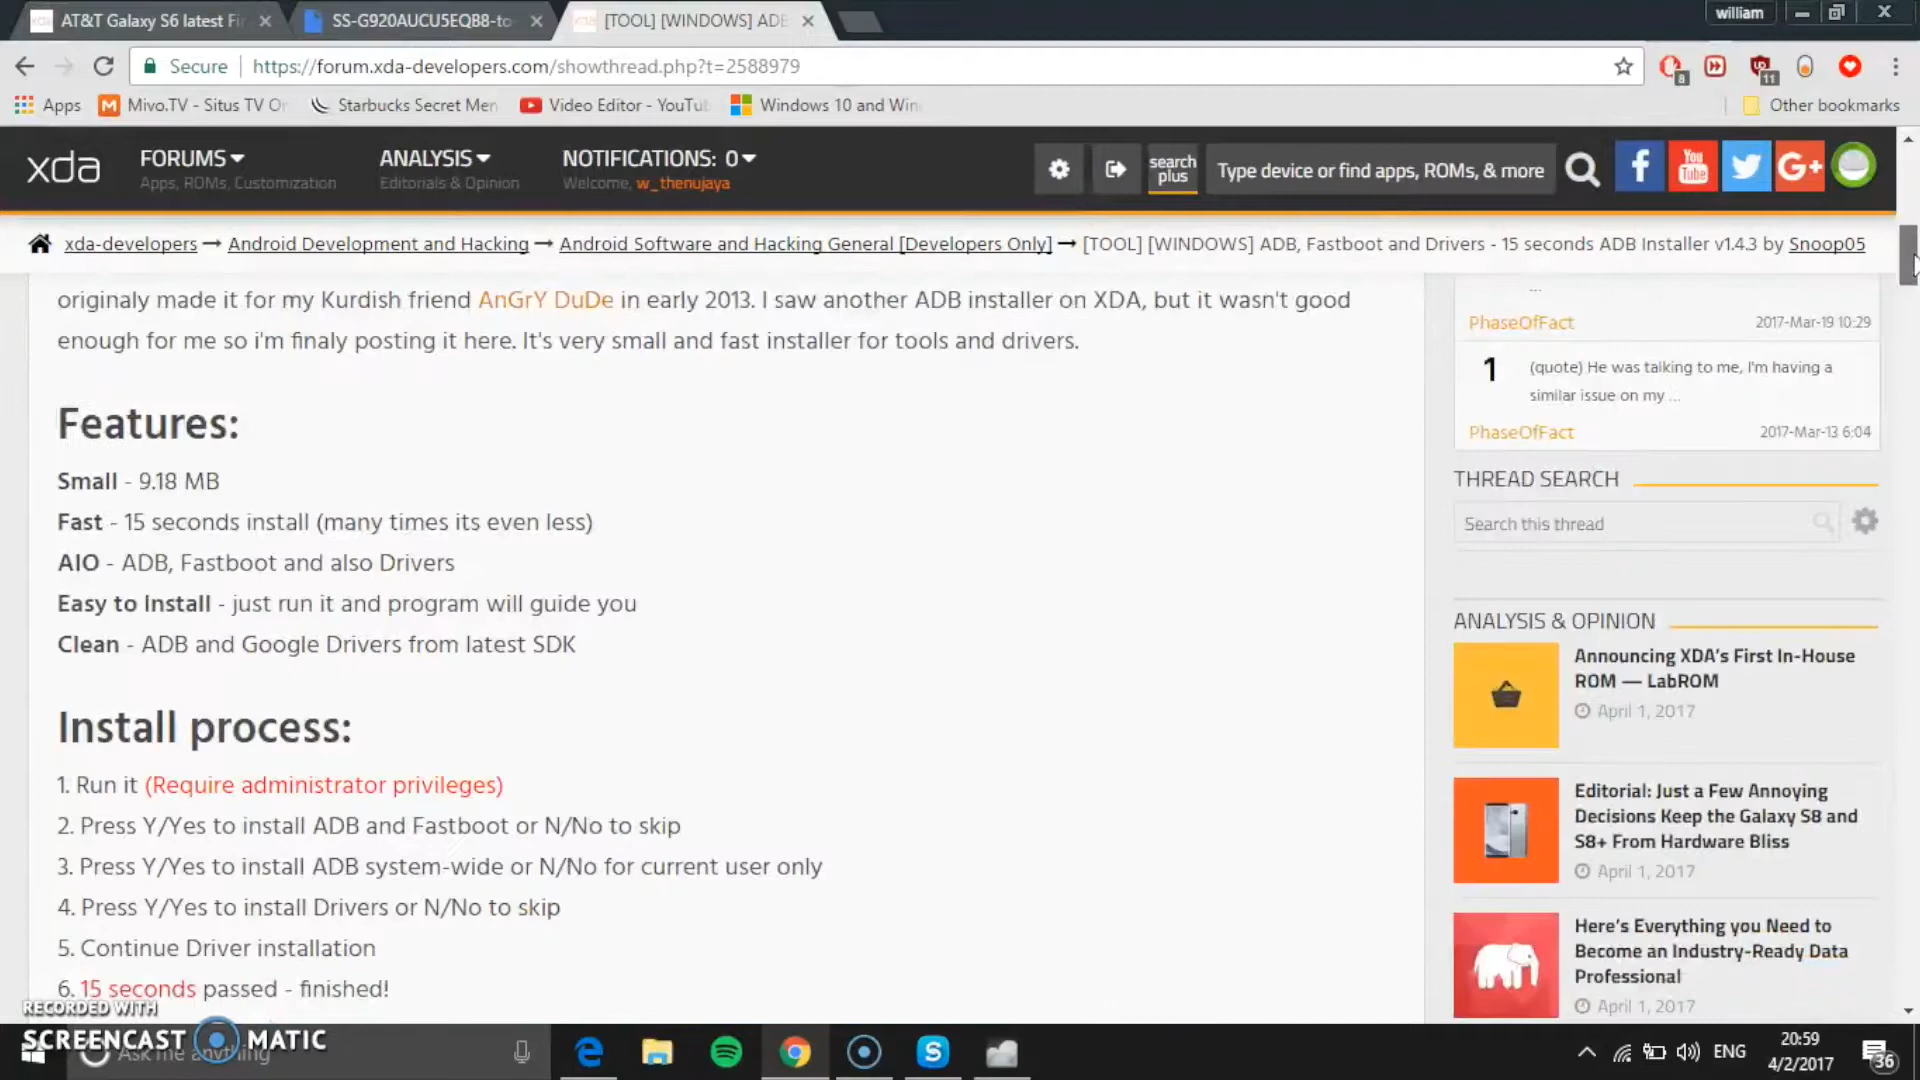 AT&T Galaxy S6 latest Fi
SS-G920AUCU5EQB8-to
[TOOL] [WINDOWS] ADB
william
Secure
https://forum.xda-developers.com/showthread.php?t=2588979
8
11
Apps
Mivo.TV - Situs TV O
Starbucks Secret Men
Video Editor - YouTu
Windows 10 and Win
Other bookmarks
xda
FORUMS
Apps, ROMs, Customization
ANALYSIS
Editorials & Opinion
NOTIFICATIONS: 0
Welcome, w_thenujaya
search
plus
Type device or find apps, ROMs, & more
f
You
Tube
G+
xda-developers → Android Development and Hacking → Android Software and Hacking General [Developers Only] → [TOOL] [WINDOWS] ADB, Fastboot and Drivers - 15 seconds ADB Installer v1.4.3 by Snoop05
originaly made it for my Kurdish friend AnGrY DuDe in early 2013. I saw another ADB installer on XDA, but it wasn't good
enough for me so i'm finaly posting it here. It's very small and fast installer for tools and drivers.
Features:
Small - 9.18 MB
Fast - 15 seconds install (many times its even less)
AIO - ADB, Fastboot and also Drivers
Easy to install - just run it and program will guide you
Clean - ADB and Google Drivers from latest SDK
Install process:
1. Run it (Require administrator privileges)
2. Press Y/Yes to install ADB and Fastboot or N/No to skip
3. Press Y/Yes to install ADB system-wide or N/No for current user only
4. Press Y/Yes to install Drivers or N/No to skip
5. Continue Driver installation
6. 15 seconds passed - finished!
...
PhaseOfFact
2017-Mar-19 10:29
1
(quote) He was talking to me, I'm having a
similar issue on my ...
PhaseOfFact
2017-Mar-13 6:04
THREAD SEARCH
Search this thread
ANALYSIS & OPINION
Announcing XDA's First In-House
ROM — LabROM
April 1, 2017
Editorial: Just a Few Annoying
Decisions Keep the Galaxy S8 and
S8+ From Hardware Bliss
April 1, 2017
Here's Everything you Need to
Become an Industry-Ready Data
Professional
April 1, 2017
RECORDED WITH
SCREENCAST MATIC
Ask me anything
ENG
20:59
4/2/2017
36